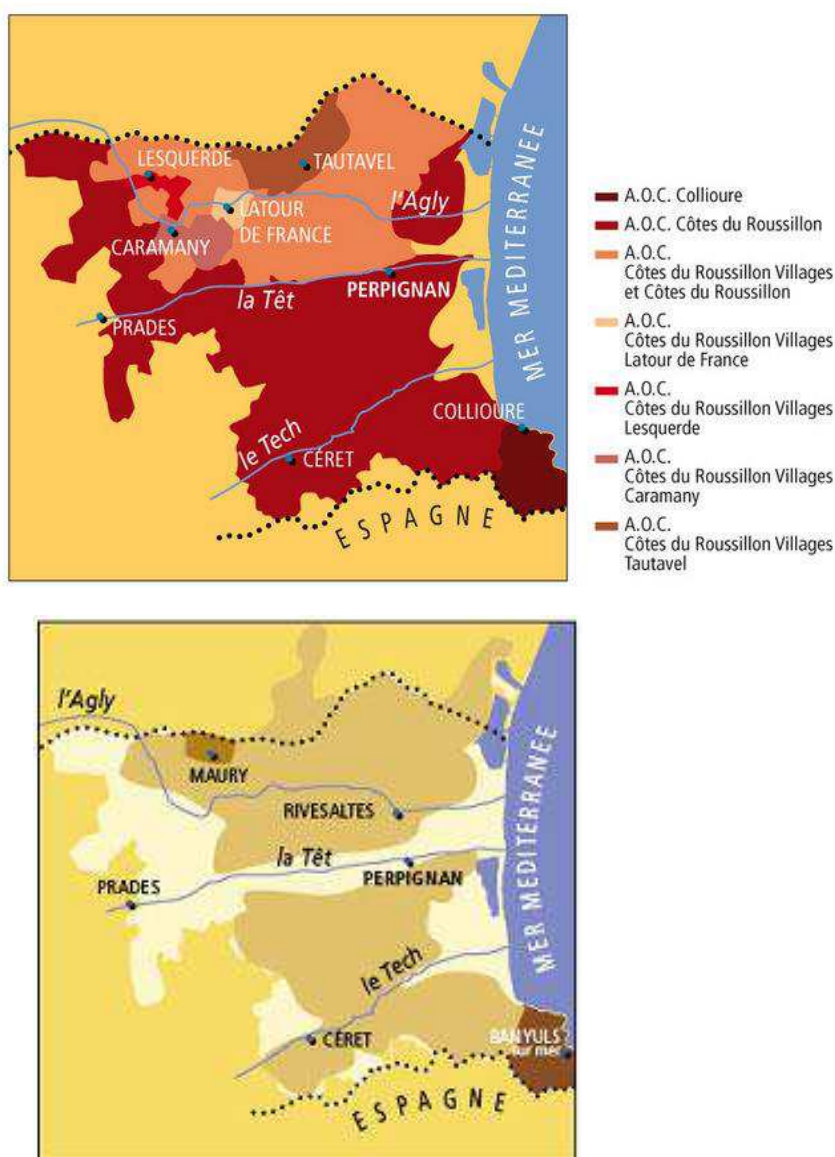 LESQUERDE
TAUTAVEL
l'Agly
LATOUR
DE FRANCE
CARAMANY
la Têt
PERPIGNAN
PRADES
COLLIOURE
le Tech
CÉRET
ESPAGNE
MER MEDITERRANEE
A.O.C. Collioure
A.O.C. Côtes du Roussillon
A.O.C.
Côtes du Roussillon Villages
et Côtes du Roussillon
A.O.C.
Côtes du Roussillon Villages
Latour de France
A.O.C.
Côtes du Roussillon Villages
Lesquerde
A.O.C.
Côtes du Roussillon Villages
Caramany
A.O.C.
Côtes du Roussillon Villages
Tautavel
l'Agly
MAURY
RIVESALTES
la Têt
PERPIGNAN
PRADES
le Tech
CÉRET
BANYULS
sur mer
ESPAGNE
MER MEDITERRANEE